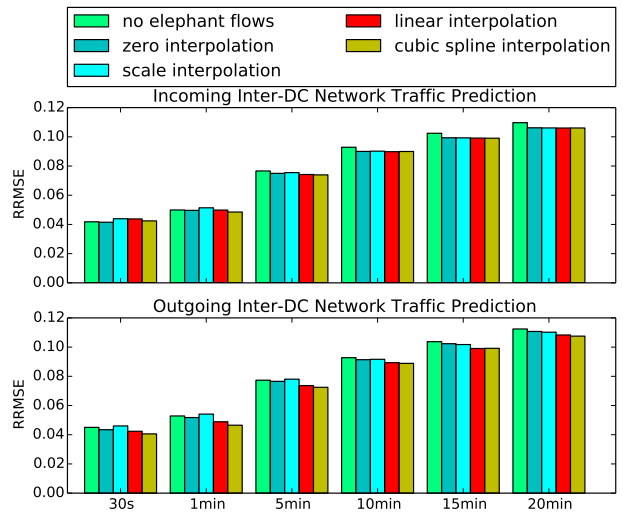 no elephant flows
zero interpolation
scale interpolation
linear interpolation
cubic spline interpolation
Incoming Inter-DC Network Traffic Prediction
0.12
0.10
0.08
0.06
0.04
0.02
0.00
RRMSE
Outgoing Inter-DC Network Traffic Prediction
0.12
0.10
0.08
0.06
0.04
0.02
0.00
RRMSE
30s 1min 5min 10min 15min 20min